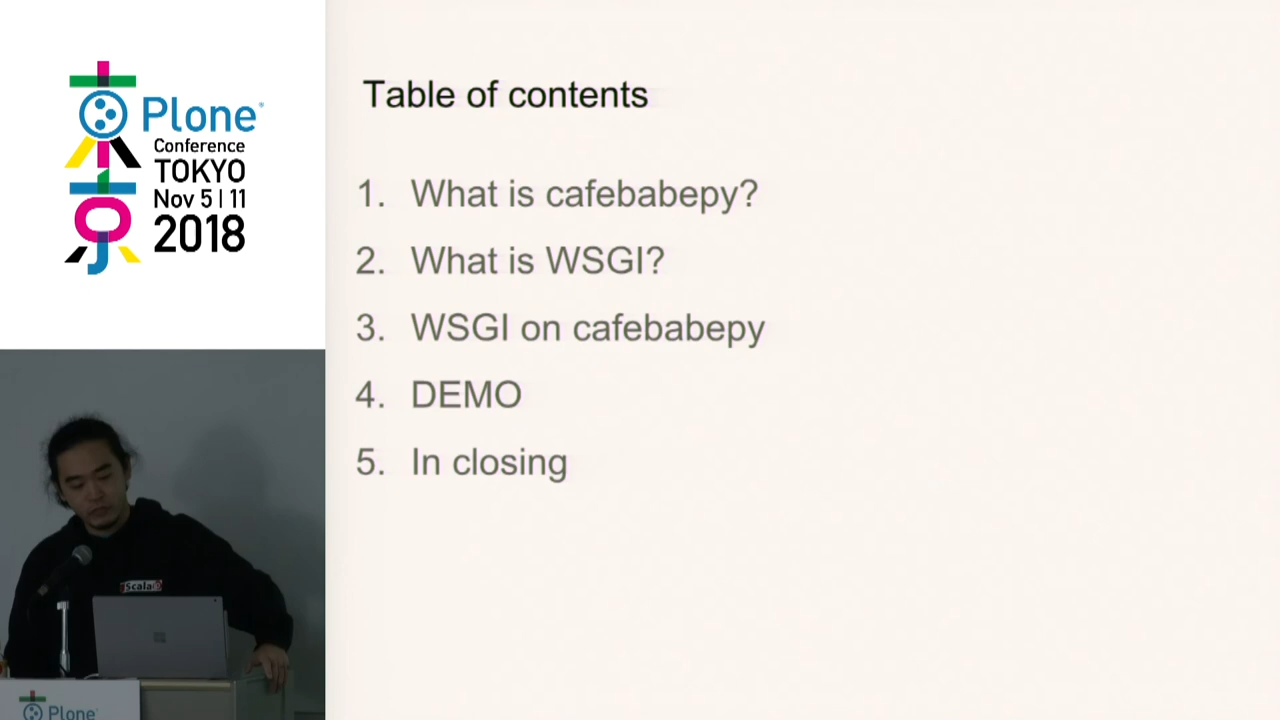 Plone
Conference
TOKYO
Nov 5 | 11
2018
Table of contents
1. What is cafebabepy?
2. What is WSGI?
3. WSGI on cafebabepy
4. DEMO
5. In closing
Scala
Plone